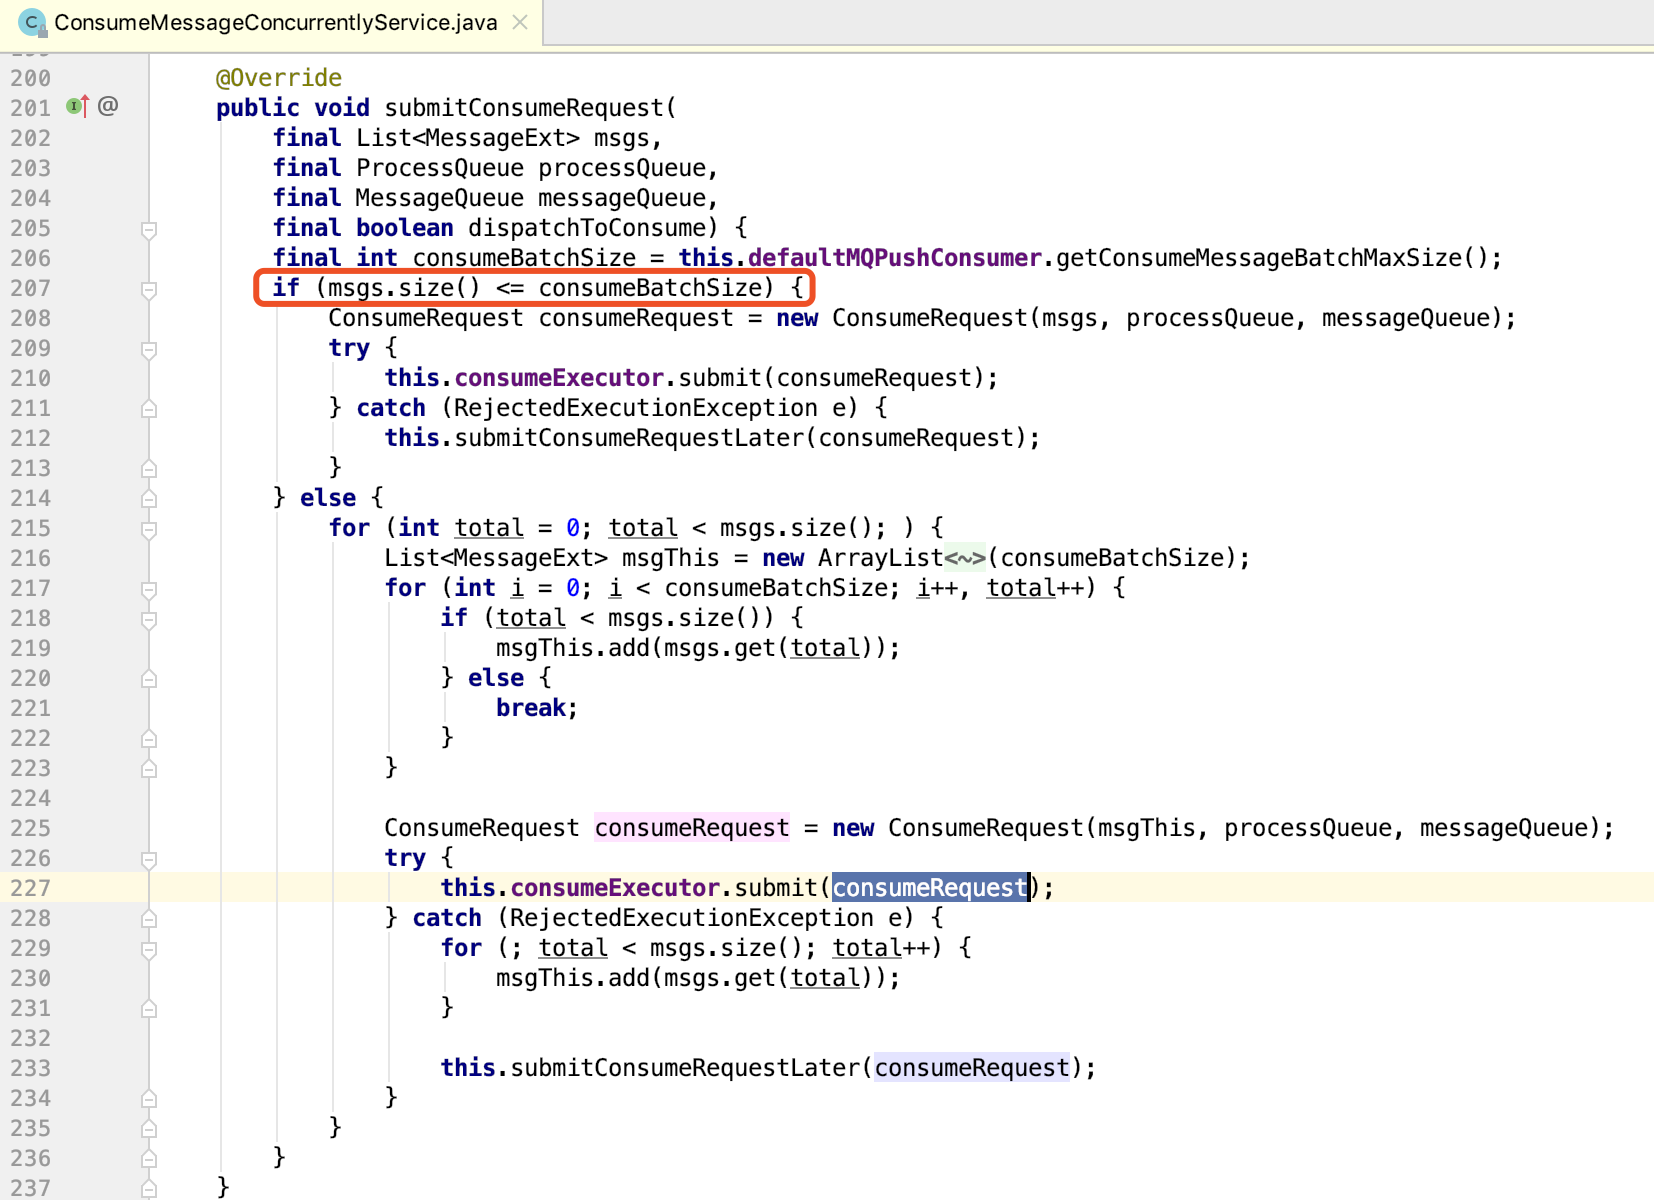 ConsumeMessageConcurrentlyService.java
200 @Override
201 public void submitConsumeRequest(
202 final List<MessageExt> msgs,
203 final ProcessQueue processQueue,
204 final MessageQueue messageQueue,
205 final boolean dispatchToConsume) {
206 final int consumeBatchSize = this.defaultMQPushConsumer.getConsumeMessageBatchMaxSize();
207 if (msgs.size() <= consumeBatchSize) {
208 ConsumeRequest consumeRequest = new ConsumeRequest(msgs, processQueue, messageQueue);
209 try {
210 this.consumeExecutor.submit(consumeRequest);
211 } catch (RejectedExecutionException e) {
212 this.submitConsumeRequestLater(consumeRequest);
213 }
214 } else {
215 for (int total = 0; total < msgs.size(); ) {
216 List<MessageExt> msgThis = new ArrayList<~>(consumeBatchSize);
217 for (int i = 0; i < consumeBatchSize; i++, total++) {
218 if (total < msgs.size()) {
219 msgThis.add(msgs.get(total));
220 } else {
221 break;
222 }
223 }
224
225 ConsumeRequest consumeRequest = new ConsumeRequest(msgThis, processQueue, messageQueue);
226 try {
227 this.consumeExecutor.submit(consumeRequest);
228 } catch (RejectedExecutionException e) {
229 for (; total < msgs.size(); total++) {
230 msgThis.add(msgs.get(total));
231 }
232
233 this.submitConsumeRequestLater(consumeRequest);
234 }
235 }
236 }
237 }